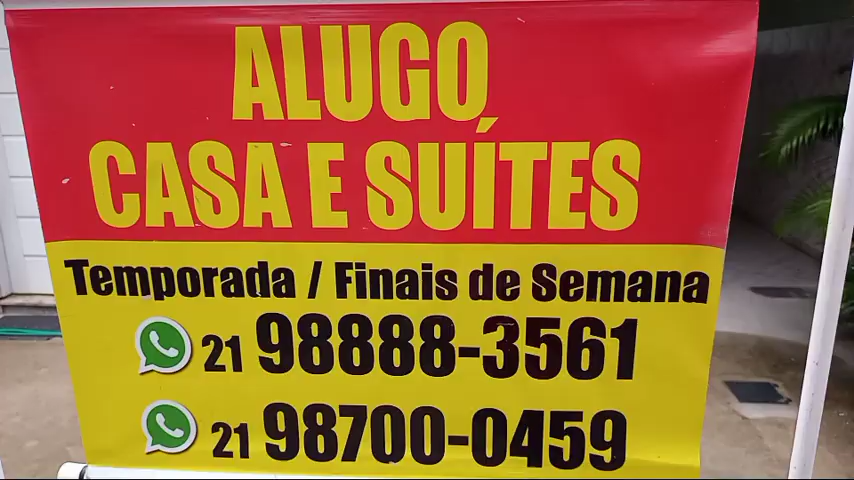 ALUGO
CASA E SUÍTES
Temporada / Finais de Semana
21 98888-3561
21 98700-0459